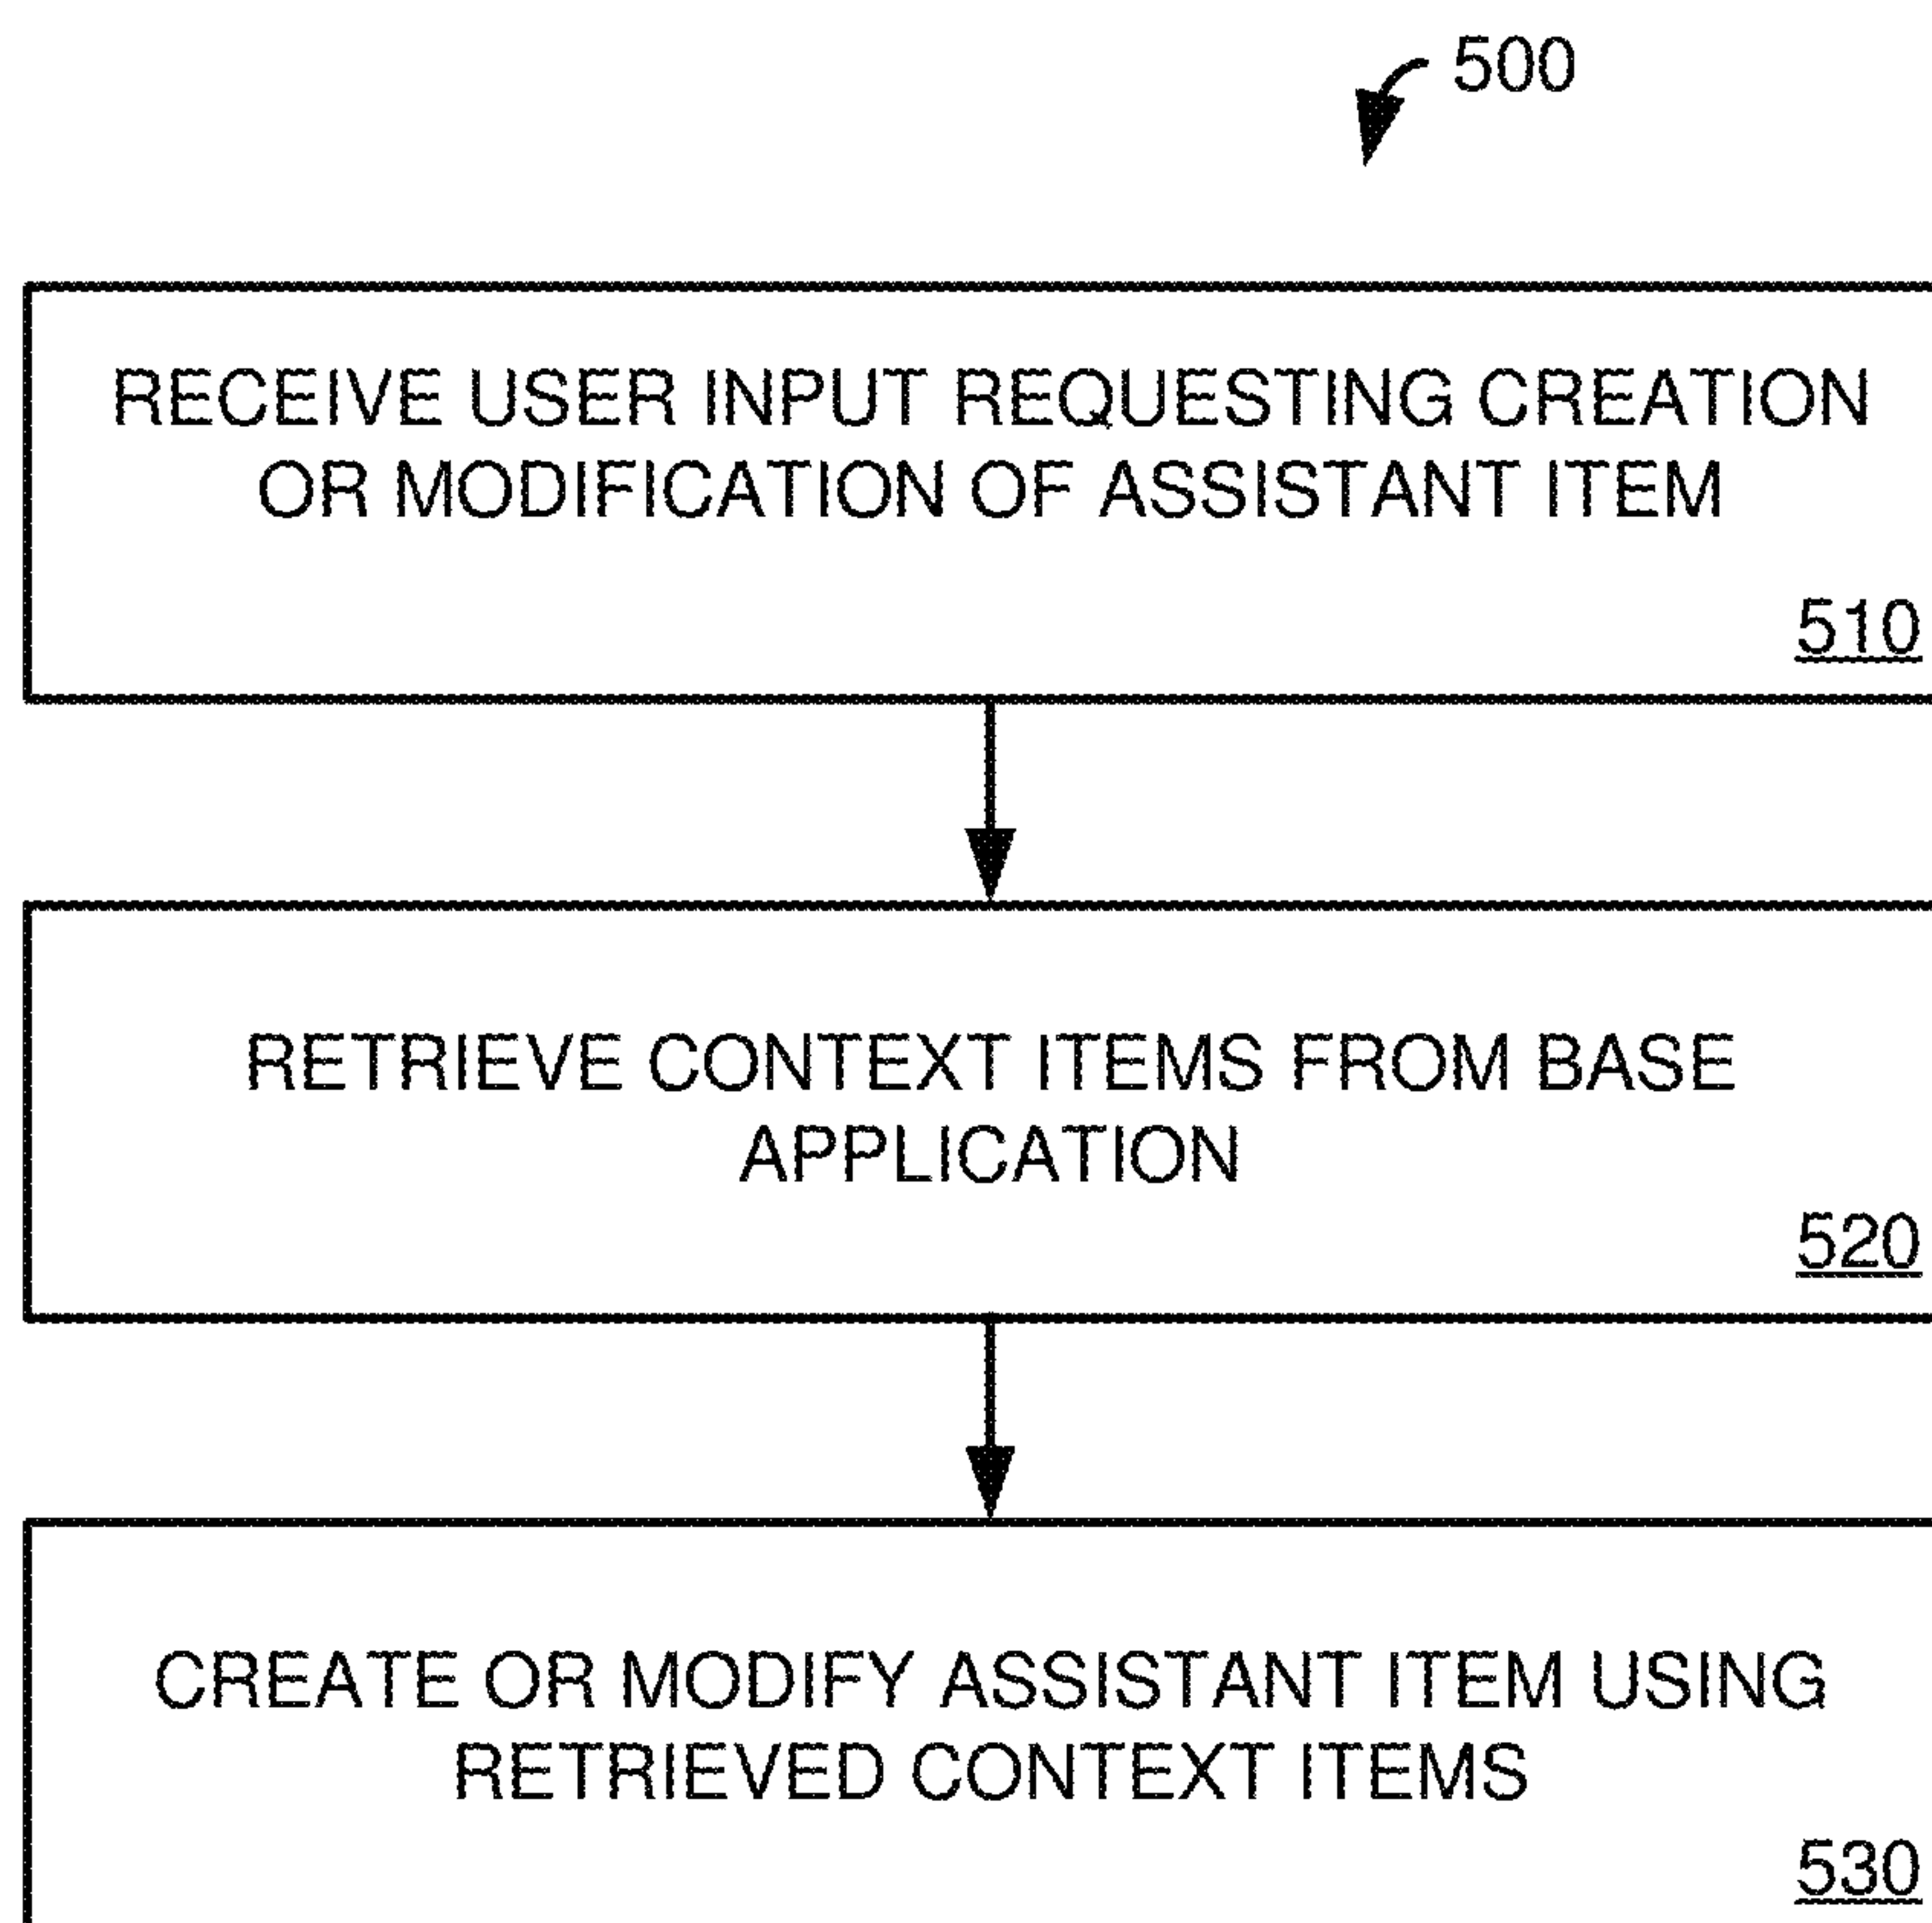 500
RECEIVE USER INPUT REQUESTING CREATION
OR MODIFICATION OF ASSISTANT ITEM
510
RETRIEVE CONTEXT ITEMS FROM BASE
APPLICATION
520
CREATE OR MODIFY ASSISTANT ITEM USING
RETRIEVED CONTEXT ITEMS
530